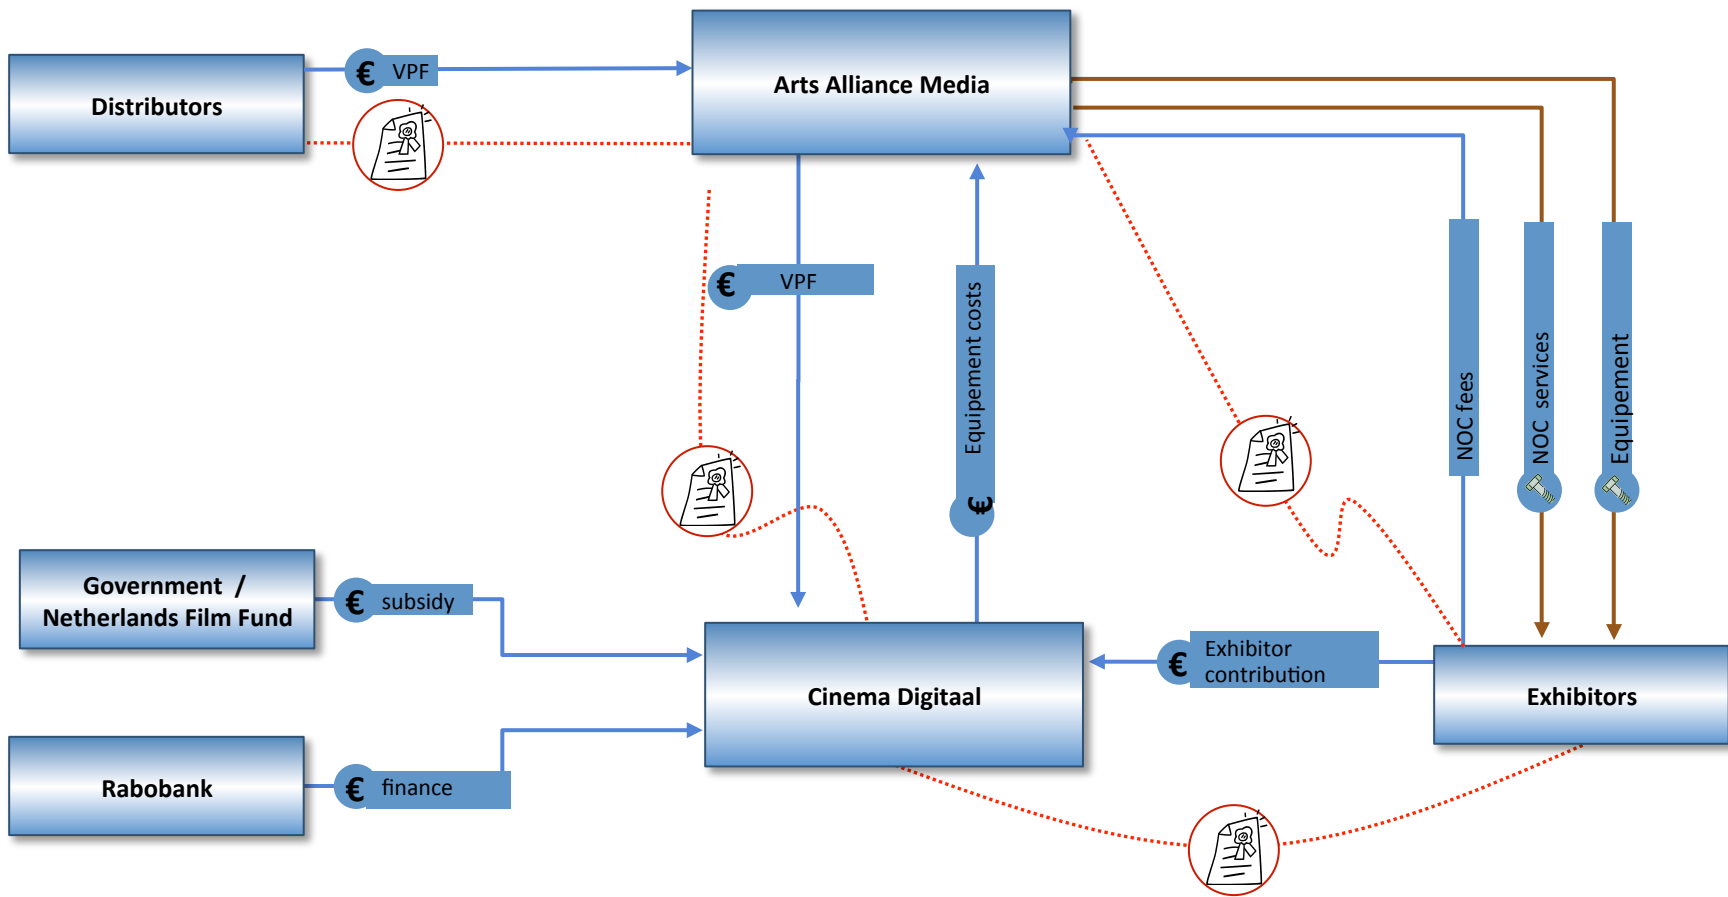 € VPF
Arts Alliance Media
Distributors
€ VPF
€ Equipement costs
NOC fees
NOC services
Equipement
Government /
Netherlands Film Fund
€ subsidy
Cinema Digitaal
€ Exhibitor
contribution
Exhibitors
Rabobank
€ finance